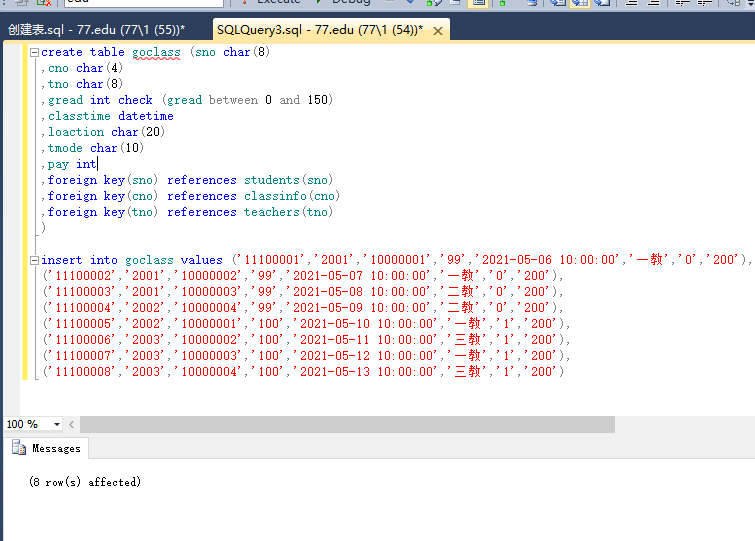 edu
Execute
Debug
创建表.sql - 77.edu (77\1 (55))*
SQLQuery3.sql - 77.edu (77\1 (54))*
create table goclass (sno char(8)
,cno char(4)
,tno char(8)
,gread int check (gread between 0 and 150)
,classtime datetime
,loaction char(20)
,tmode char(10)
,pay int
,foreign key(sno) references students(sno)
,foreign key(cno) references classinfo(cno)
,foreign key(tno) references teachers(tno)
)
insert into goclass values ('11100001','2001','10000001','99','2021-05-06 10:00:00','一教','0','200'),
('11100002','2001','10000002','99','2021-05-07 10:00:00','一教','0','200'),
('11100003','2001','10000003','99','2021-05-08 10:00:00','二教','0','200'),
('11100004','2002','10000004','99','2021-05-09 10:00:00','二教','0','200'),
('11100005','2002','10000001','100','2021-05-10 10:00:00','一教','1','200'),
('11100006','2003','10000002','100','2021-05-11 10:00:00','三教','1','200'),
('11100007','2003','10000003','100','2021-05-12 10:00:00','一教','1','200'),
('11100008','2003','10000004','100','2021-05-13 10:00:00','三教','1','200')
100 %
Messages
(8 row(s) affected)